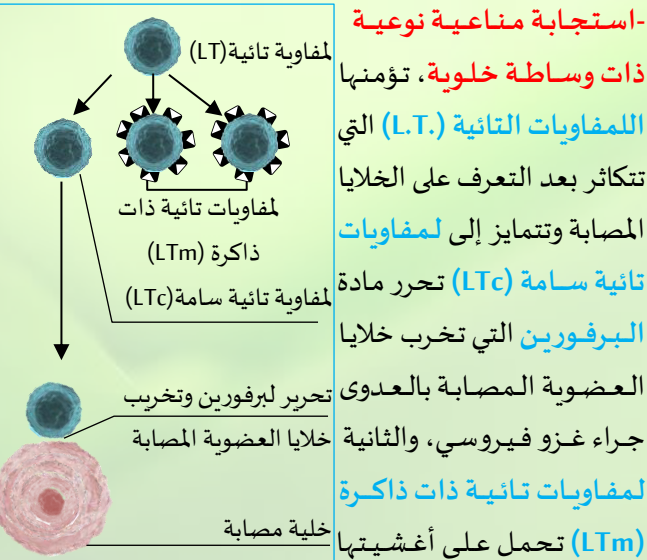 -استجابة مناعية نوعية
ذات وساطة خلوية، تؤمنها
اللمفاويات التائية (L.T.) التي
تتكاثر بعد التعرف على الخلايا
المصابة وتتمايز إلى لمفاويات
تائية سامة (LTc) تحرر مادة
البرفورين التي تخرب خلايا
العضوية المصابة بالعدوى
جراء غزو فيروسي، والثانية
لمفاويات تائية ذات ذاكرة
(LTm) تحمل على أغشيتها
لمفاوية تائية(LT)
لمفاويات تائية ذات
ذاكرة (LTm)
لمفاوية تائية سامة(LTc)
تحرير لبرفورين وتخريب
خلايا العضوية المصابة
خلية مصابة